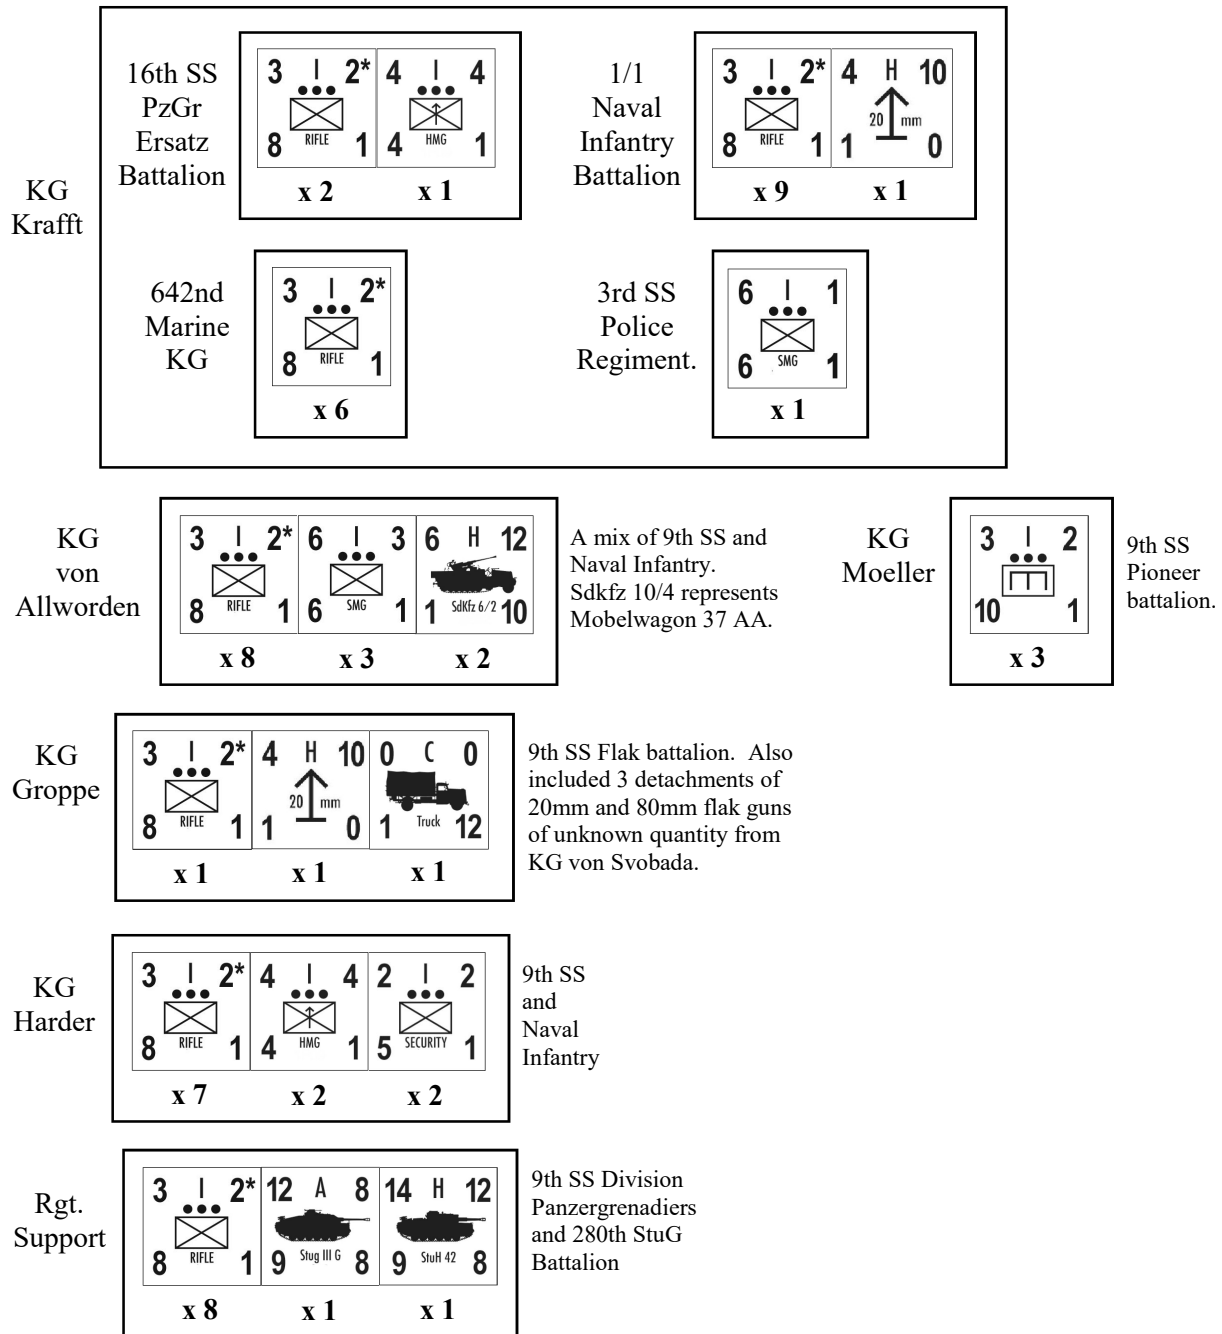 KG
Krafft
16th SS
PzGr
Ersatz
Battalion
3 I 2* 4 I 4
RIFLE HMG
8 1 4 1
x 2 x 1
1/1
Naval
Infantry
Battalion
3 I 2* 4 H 10
20 mm
RIFLE
8 1 1 0
x 9 x 1
642nd
Marine
KG
3 I 2*
RIFLE
8 1
x 6
3rd SS
Police
Regiment.
6 I 1
SMG
6 1
x 1
KG
von
Allworden
3 I 2* 6 I 3 6 H 12
RIFLE SMG SdKfz 6/2
8 1 6 1 1 10
x 8 x 3 x 2
A mix of 9th SS and
Naval Infantry.
Sdkfz 10/4 represents
Mobelwagon 37 AA.
KG
Moeller
3 I 2
10 1
x 3
9th SS
Pioneer
battalion.
KG
Groppe
3 I 2* 4 H 10 0 C 0
20 mm
RIFLE Truck
8 1 1 0 1 12
x 1 x 1 x 1
9th SS Flak battalion. Also
included 3 detachments of
20mm and 80mm flak guns
of unknown quantity from
KG von Svobada.
KG
Harder
3 I 2* 4 I 4 2 I 2
RIFLE HMG SECURITY
8 1 4 1 5 1
x 7 x 2 x 2
9th SS
and
Naval
Infantry
Rgt.
Support
3 I 2* 12 A 8 14 H 12
RIFLE Stug III G StuH 42
8 1 9 8 9 8
x 8 x 1 x 1
9th SS Division
Panzergrenadiers
and 280th StuG
Battalion